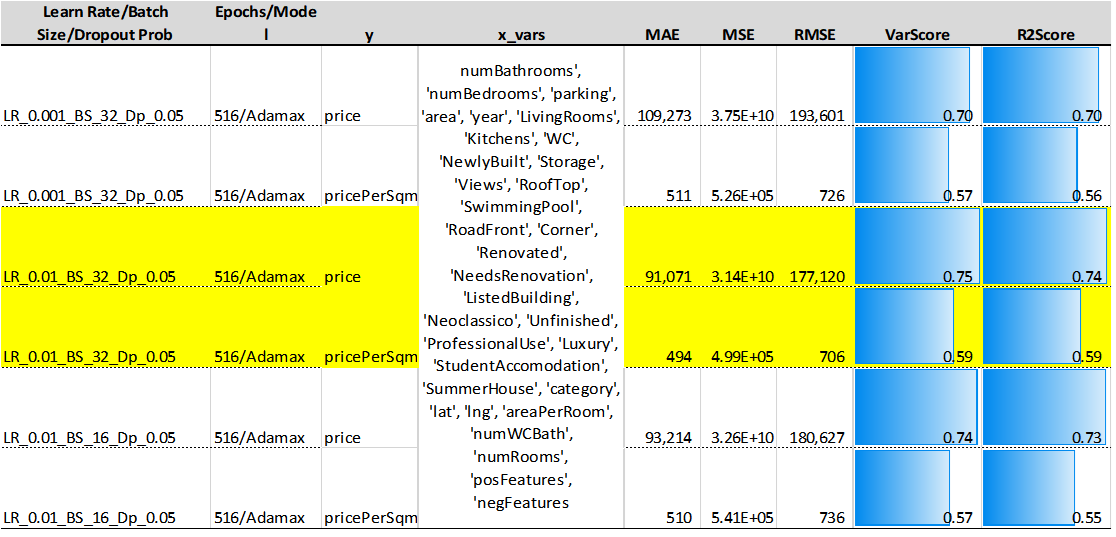 Learn Rate/Batch Size/Dropout Prob Epochs/Model y x_vars MAE MSE RMSE VarScore R2Score
numBathrooms',
'numBedrooms', 'parking',
'area', 'year', 'LivingRooms',
LR_0.001_BS_32_Dp_0.05 516/Adamax price 109,273 3.75E+10 193,601 0.70 0.70
'Kitchens', 'WC',
'NewlyBuilt', 'Storage',
'Views', 'RoofTop',
LR_0.001_BS_32_Dp_0.05 516/Adamax pricePerSqm 511 5.26E+05 726 0.57 0.56
'SwimmingPool',
'RoadFront', 'Corner',
'Renovated',
LR_0.01_BS_32_Dp_0.05 516/Adamax price 91,071 3.14E+10 177,120 0.75 0.74
'NeedsRenovation',
'ListedBuilding',
'Neoclassico', 'Unfinished',
'ProfessionalUse', 'Luxury',
LR_0.01_BS_32_Dp_0.05 516/Adamax pricePerSqm 494 4.99E+05 706 0.59 0.59
'StudentAccomodation',
'SummerHouse', 'category',
'lat', 'lng', 'areaPerRoom',
'numWCBath',
LR_0.01_BS_16_Dp_0.05 516/Adamax price 93,214 3.26E+10 180,627 0.74 0.73
'numRooms',
'posFeatures',
'negFeatures
LR_0.01_BS_16_Dp_0.05 516/Adamax pricePerSqm 510 5.41E+05 736 0.57 0.55